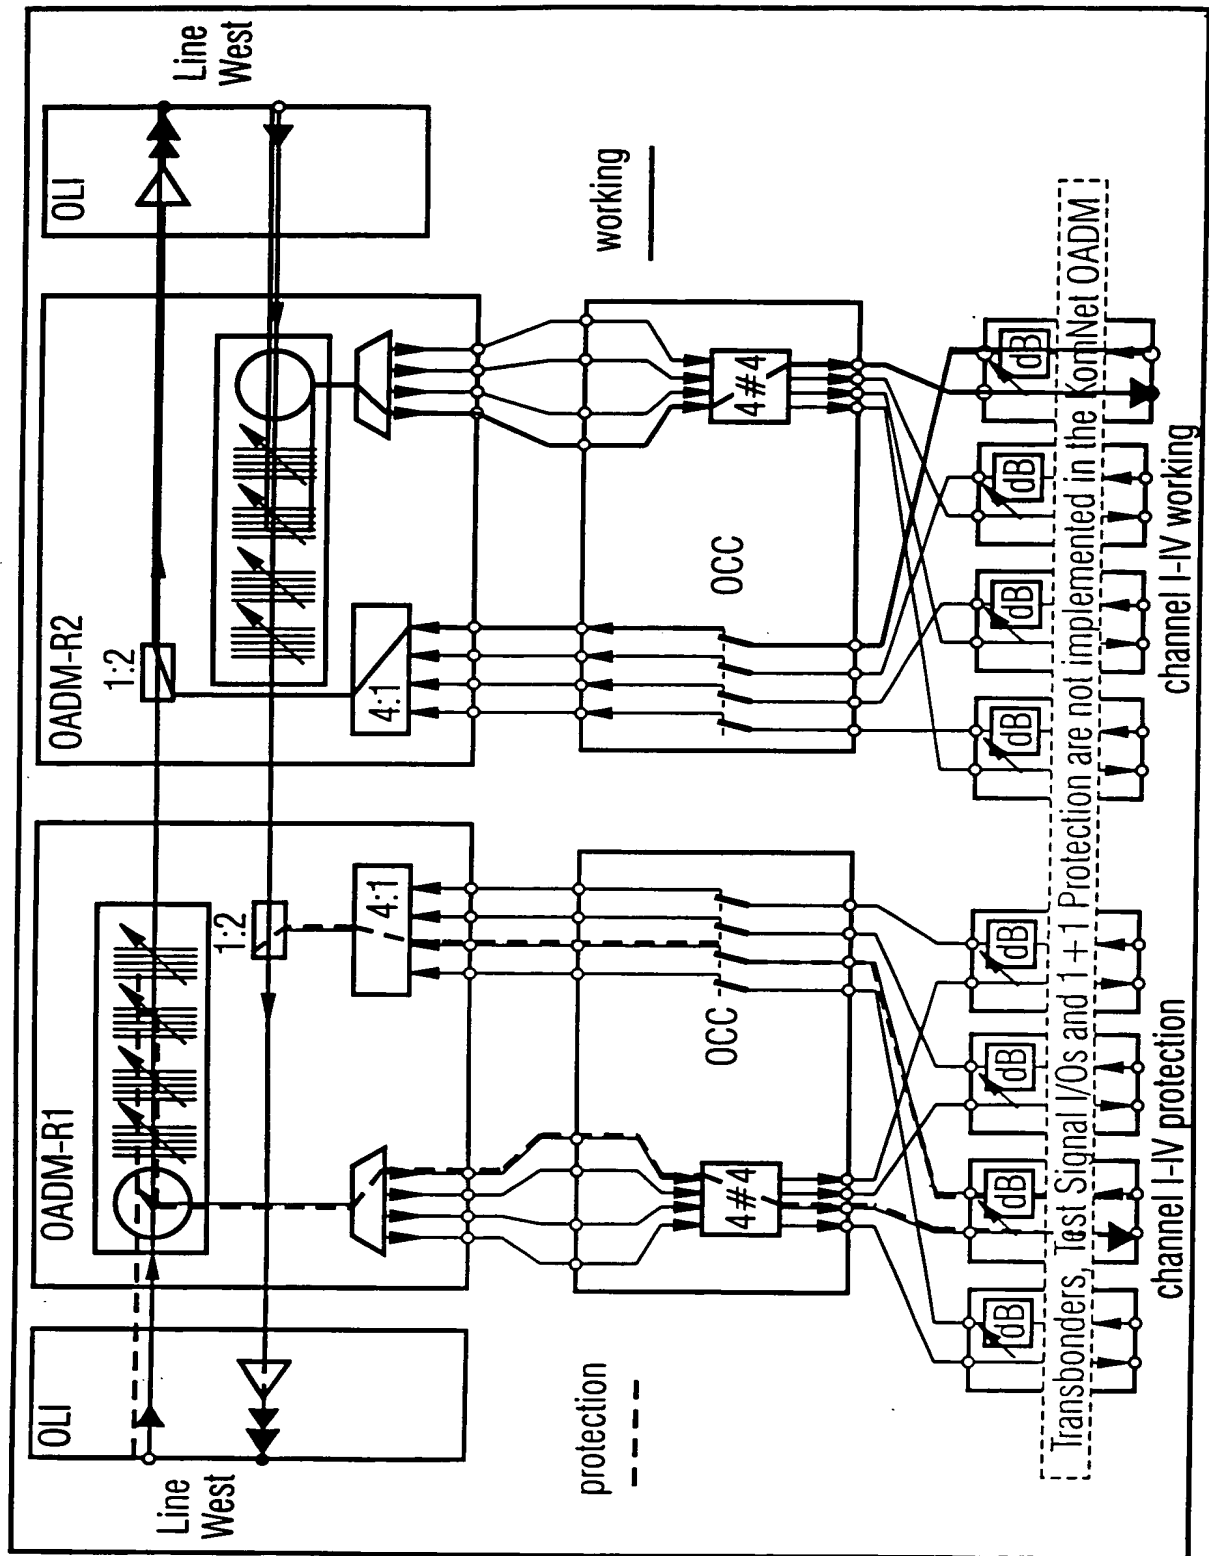 OLI
OADM-R1
OADM-R2
OLI
1:2
Line
West
Line
West
1:2
4:1
4:1
protection
working
OCC
OCC
4#4
4#4
dB
dB
dB
dB
dB
dB
dB
dB
Transbonders, Test Signal I/Os and 1+1 Protection are not implemented in the KomNet OADM
channel I-IV protection
channel I-IV working